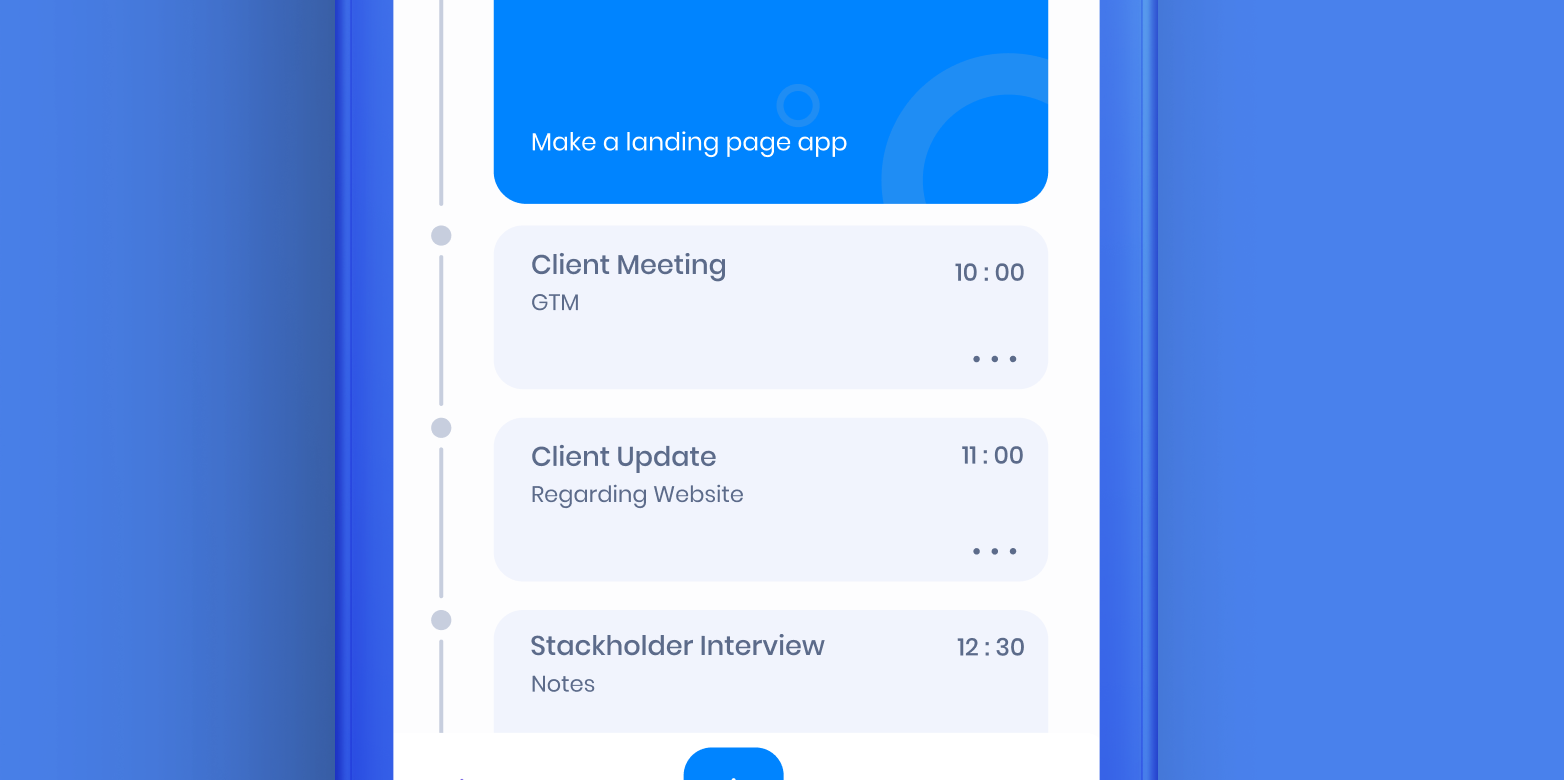 Make a landing page app
Client Meeting
10 : 00
GTM
Client Update
11 : 00
Regarding Website
Stackholder Interview
12 : 30
Notes